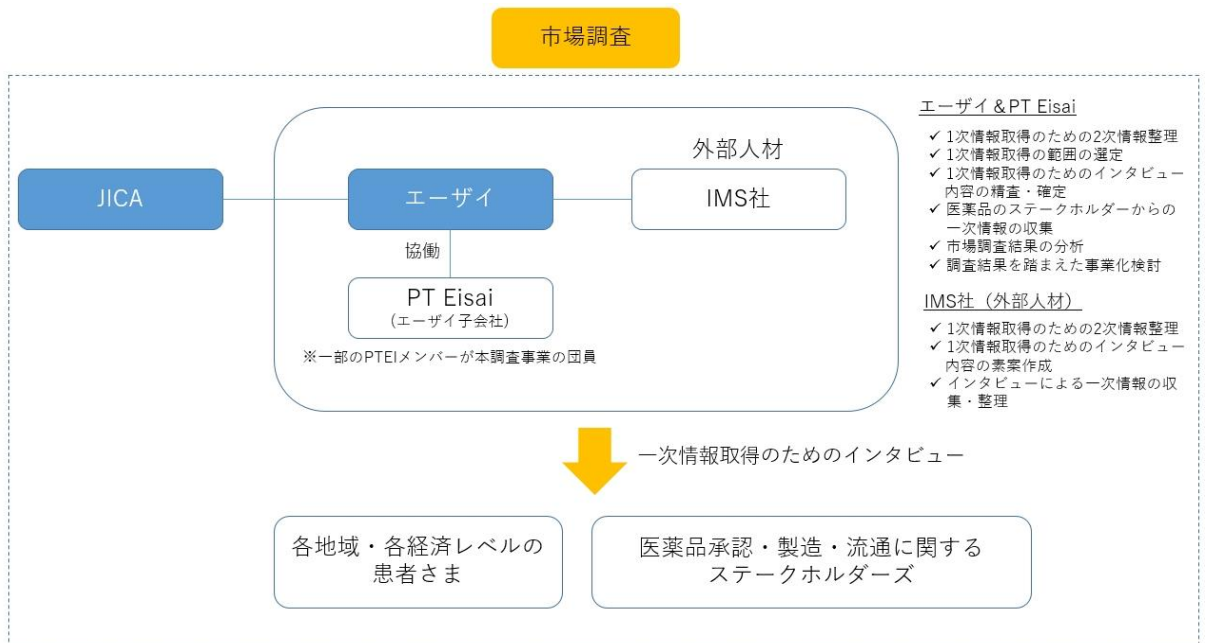 市場調査
JICA
エーザイ
外部人材
IMS社
協働
PT Eisai
(エーザイ子会社)
※一部のPTEIメンバーが本調査事業の団員
エーザイ&PT Eisai
✓ 1次情報取得のための2次情報整理
✓ 1次情報取得の範囲の選定
✓ 1次情報取得のためのインタビュー
内容の精査・確定
✓ 医薬品のステークホルダーからの
一次情報の収集
✓ 市場調査結果の分析
✓ 調査結果を踏まえた事業化検討
IMS社(外部人材)
✓ 1次情報取得のための2次情報整理
✓ 1次情報取得のためのインタビュー
内容の素案作成
✓ インタビューによる一次情報の収
集・整理
一次情報取得のためのインタビュー
各地域・各経済レベルの
患者さま
医薬品承認・製造・流通に関する
ステークホルダーズ